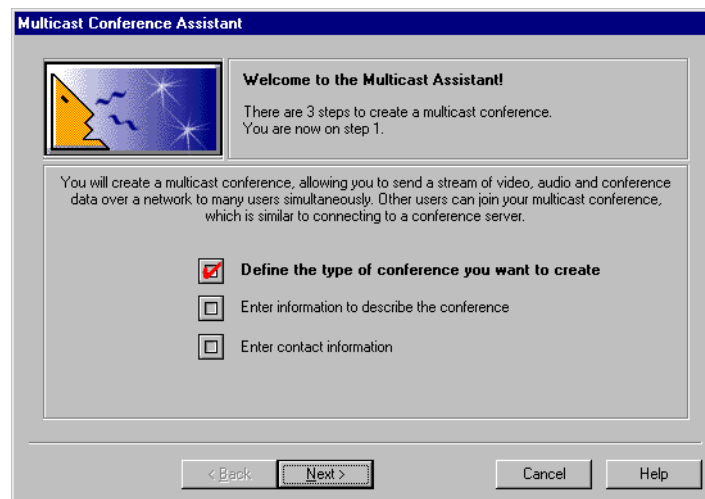 Multicast Conference Assistant
Welcome to the Multicast Assistant!
There are 3 steps to create a multicast conference.
You are now on step 1.
You will create a multicast conference, allowing you to send a stream of video, audio and conference
data over a network to many users simultaneously. Other users can join your multicast conference,
which is similar to connecting to a conference server.
Define the type of conference you want to create
Enter information to describe the conference
Enter contact information
< Back
Next >
Cancel
Help